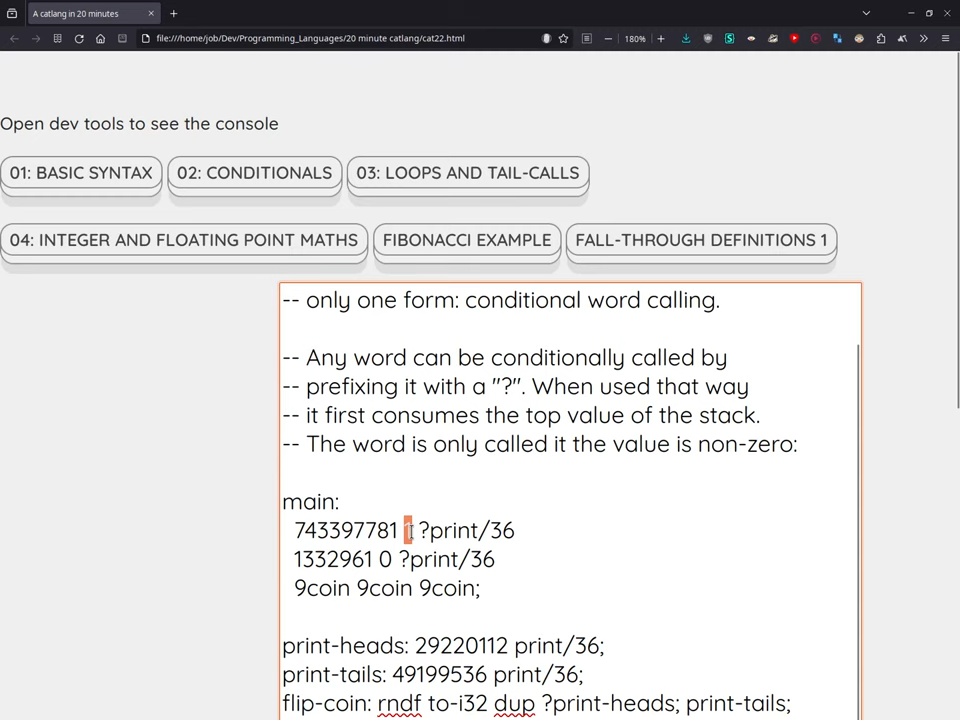 A catlang in 20 minutes
file:///home/job/Dev/Programming_Languages/20 minute catlang/cat22.html
180%
Open dev tools to see the console
01: BASIC SYNTAX
02: CONDITIONALS
03: LOOPS AND TAIL-CALLS
04: INTEGER AND FLOATING POINT MATHS
FIBONACCI EXAMPLE
FALL-THROUGH DEFINITIONS 1
-- only one form: conditional word calling.
-- Any word can be conditionally called by
-- prefixing it with a "?". When used that way
-- it first consumes the top value of the stack.
-- The word is only called it the value is non-zero:
main:
743397781 1 ?print/36
1332961 0 ?print/36
9coin 9coin 9coin;
print-heads: 29220112 print/36;
print-tails: 49199536 print/36;
flip-coin: rndf to-i32 dup ?print-heads; print-tails;